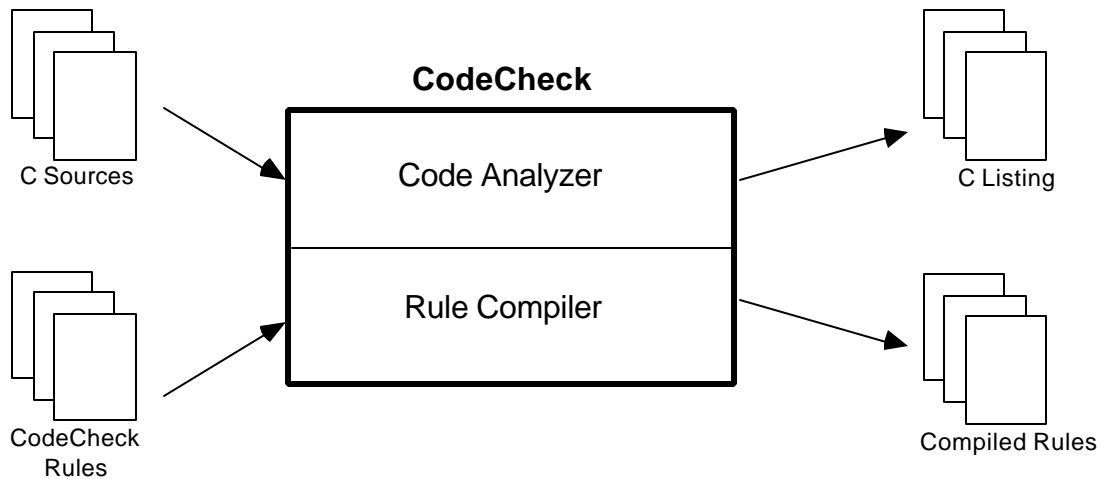 CodeCheck
C Sources
Code Analyzer
C Listing
Rule Compiler
CodeCheck
Rules
Compiled Rules